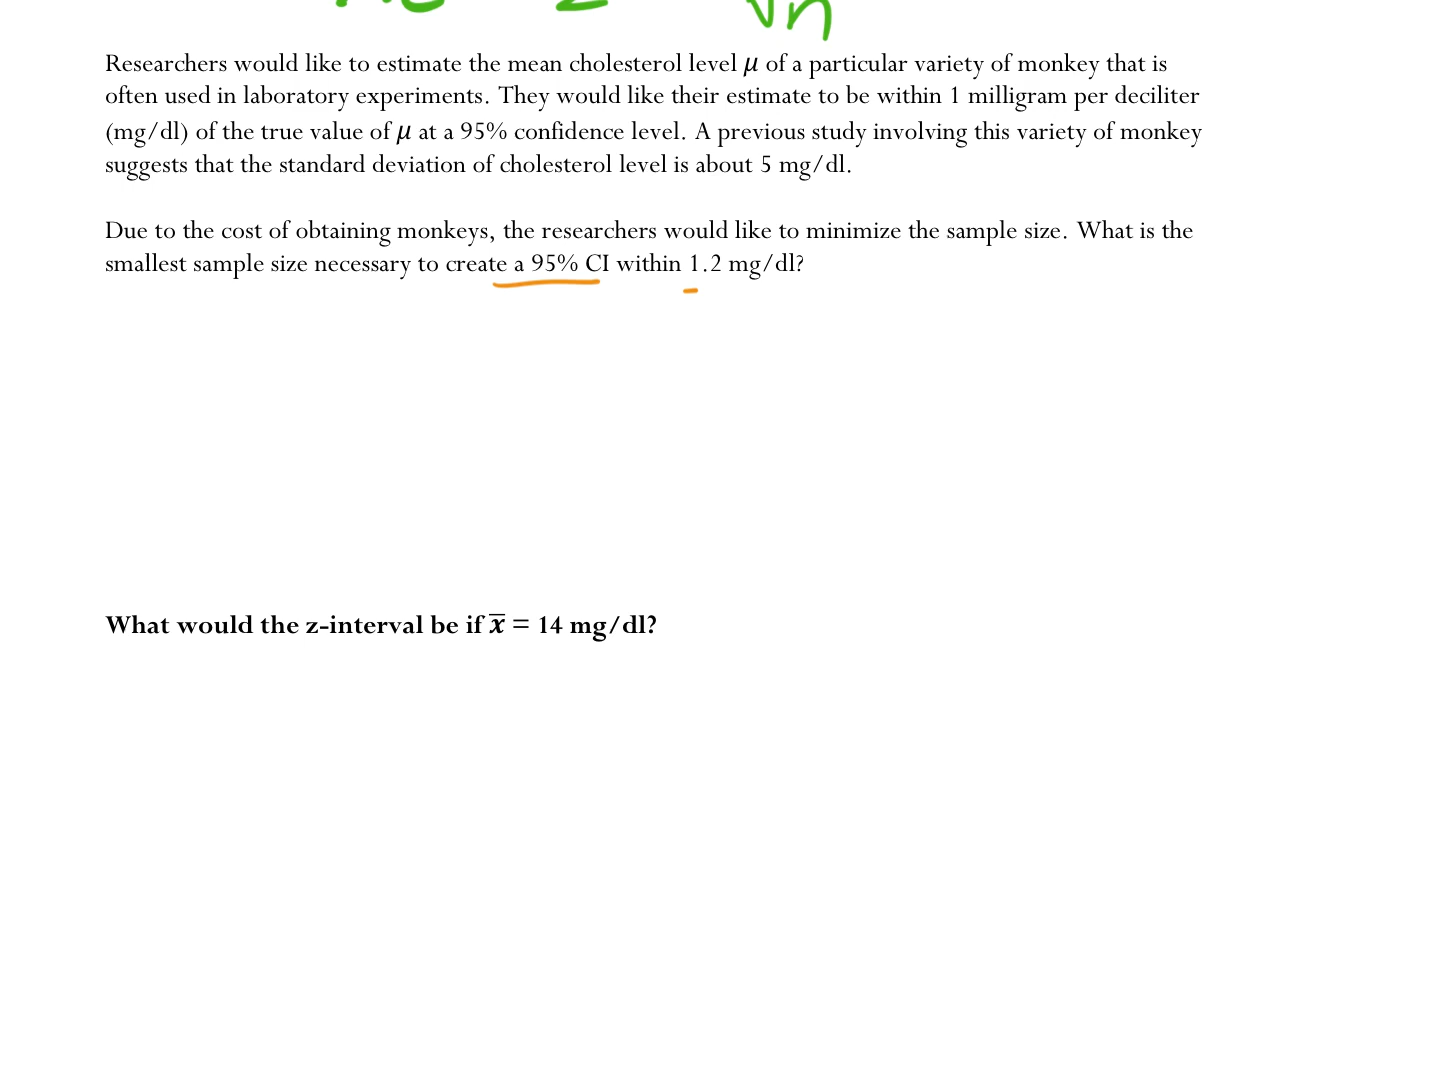 Researchers would like to estimate the mean cholesterol level μ of a particular variety of monkey that is
often used in laboratory experiments. They would like their estimate to be within 1 milligram per deciliter
(mg/dl) of the true value of μ at a 95% confidence level. A previous study involving this variety of monkey
suggests that the standard deviation of cholesterol level is about 5 mg/dl.
Due to the cost of obtaining monkeys, the researchers would like to minimize the sample size. What is the
smallest sample size necessary to create a 95% CI within 1.2 mg/dl?
What would the z-interval be if x̅ = 14 mg/dl?